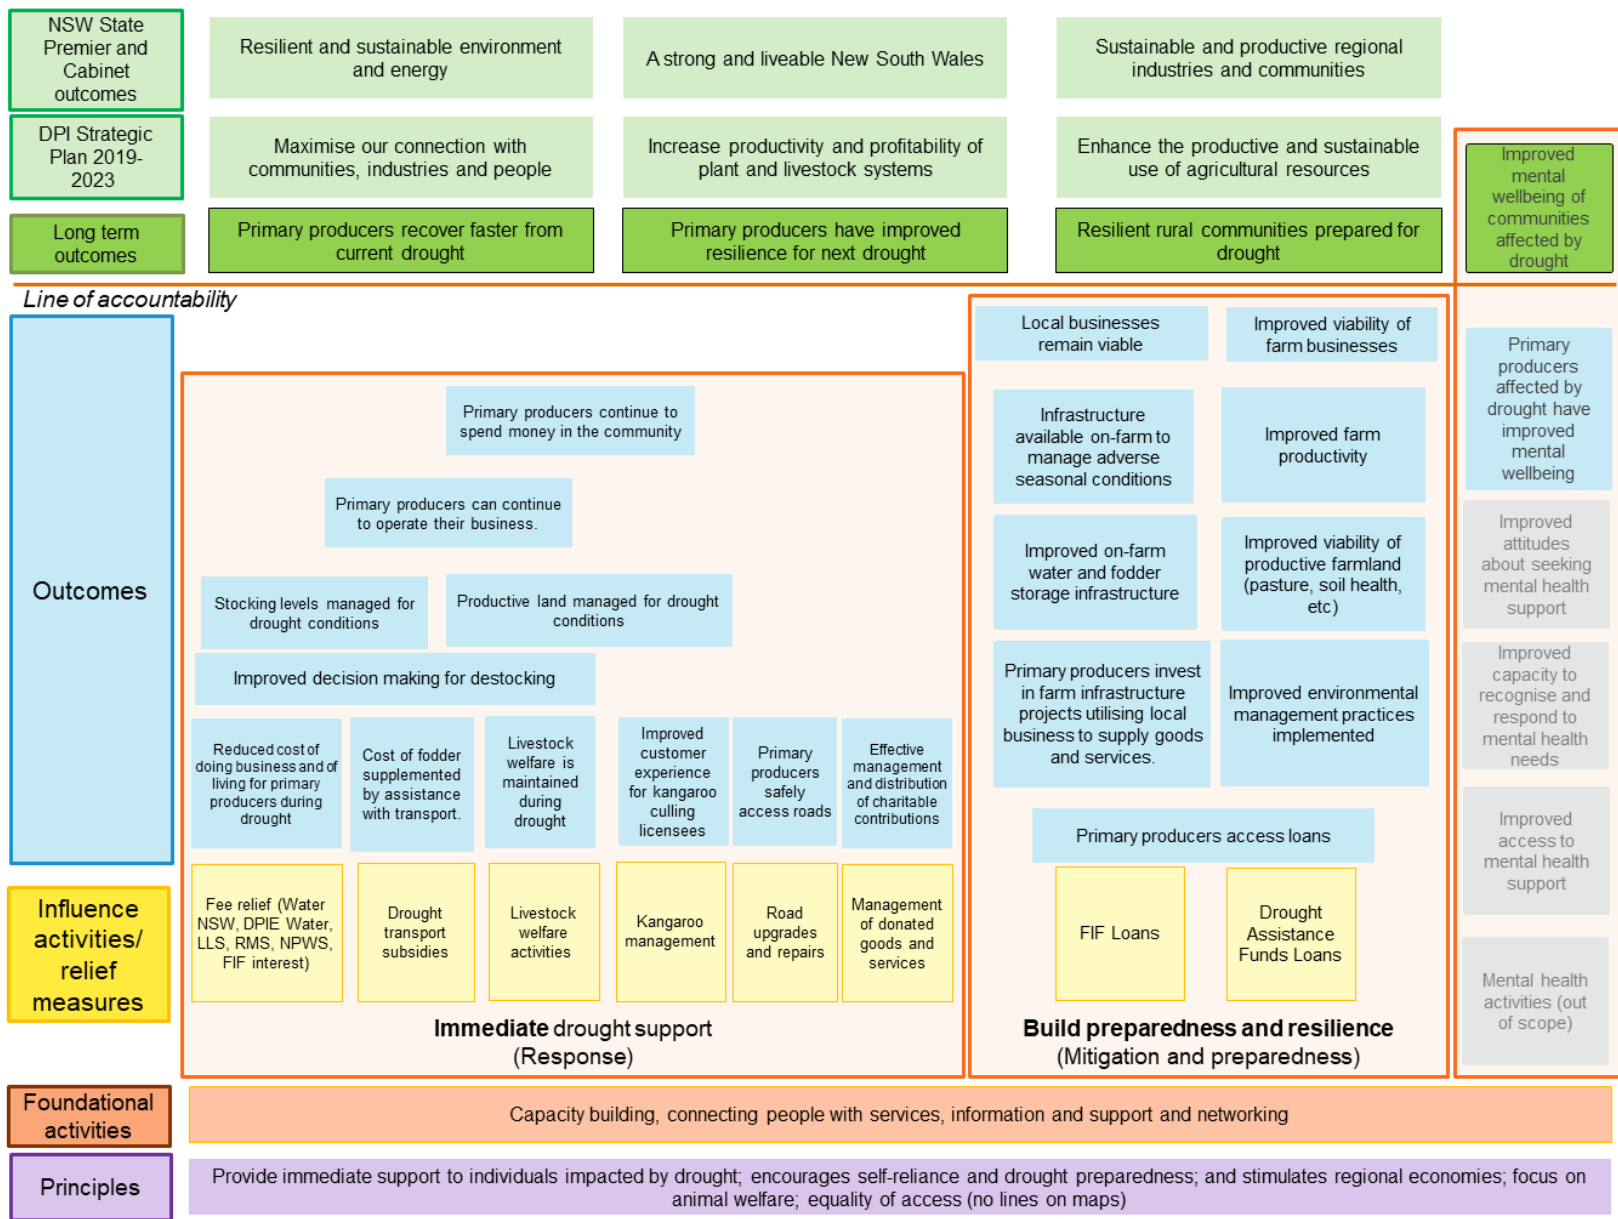 NSW State
Premier and
Cabinet
outcomes
Resilient and sustainable environment
and energy
A strong and liveable New South Wales
Sustainable and productive regional
industries and communities
DPI Strategic
Plan 2019-
2023
Maximise our connection with
communities, industries and people
Increase productivity and profitability of
plant and livestock systems
Enhance the productive and sustainable
use of agricultural resources
Improved
mental
wellbeing of
communities
affected by
drought
Long term
outcomes
Primary producers recover faster from
current drought
Primary producers have improved
resilience for next drought
Resilient rural communities prepared for
drought
Line of accountability
Outcomes
Primary producers continue to
spend money in the community
Primary producers can continue
to operate their business.
Stocking levels managed for
drought conditions
Productive land managed for drought
conditions
Improved decision making for destocking
Reduced cost of
doing business and of
living for primary
producers during
drought
Cost of fodder
supplemented
by assistance
with transport.
Livestock
welfare is
maintained
during
drought
Improved
customer
experience
for kangaroo
culling
licensees
Primary
producers
safely
access roads
Effective
management
and distribution
of charitable
contributions
Local businesses
remain viable
Improved viability of
farm businesses
Infrastructure
available on-farm to
manage adverse
seasonal conditions
Improved farm
productivity
Improved on-farm
water and fodder
storage infrastructure
Improved viability of
productive farmland
(pasture, soil health,
etc)
Primary producers invest
in farm infrastructure
projects utilising local
business to supply goods
and services.
Improved environmental
management practices
implemented
Primary producers access loans
Primary
producers
affected by
drought have
improved
mental
wellbeing
Improved
attitudes
about seeking
mental health
support
Improved
capacity to
recognise and
respond to
mental health
needs
Improved
access to
mental health
support
Mental health
activities (out
of scope)
Influence
activities/
relief
measures
Fee relief (Water
NSW, DPIE Water,
LLS, RMS, NPWS,
FIF interest)
Drought
transport
subsidies
Livestock
welfare
activities
Kangaroo
management
Road
upgrades
and repairs
Management
of donated
goods and
services
FIF Loans
Drought
Assistance
Funds Loans
Immediate drought support
(Response)
Build preparedness and resilience
(Mitigation and preparedness)
Foundational
activities
Capacity building, connecting people with services, information and support and networking
Principles
Provide immediate support to individuals impacted by drought; encourages self-reliance and drought preparedness; and stimulates regional economies; focus on
animal welfare; equality of access (no lines on maps)